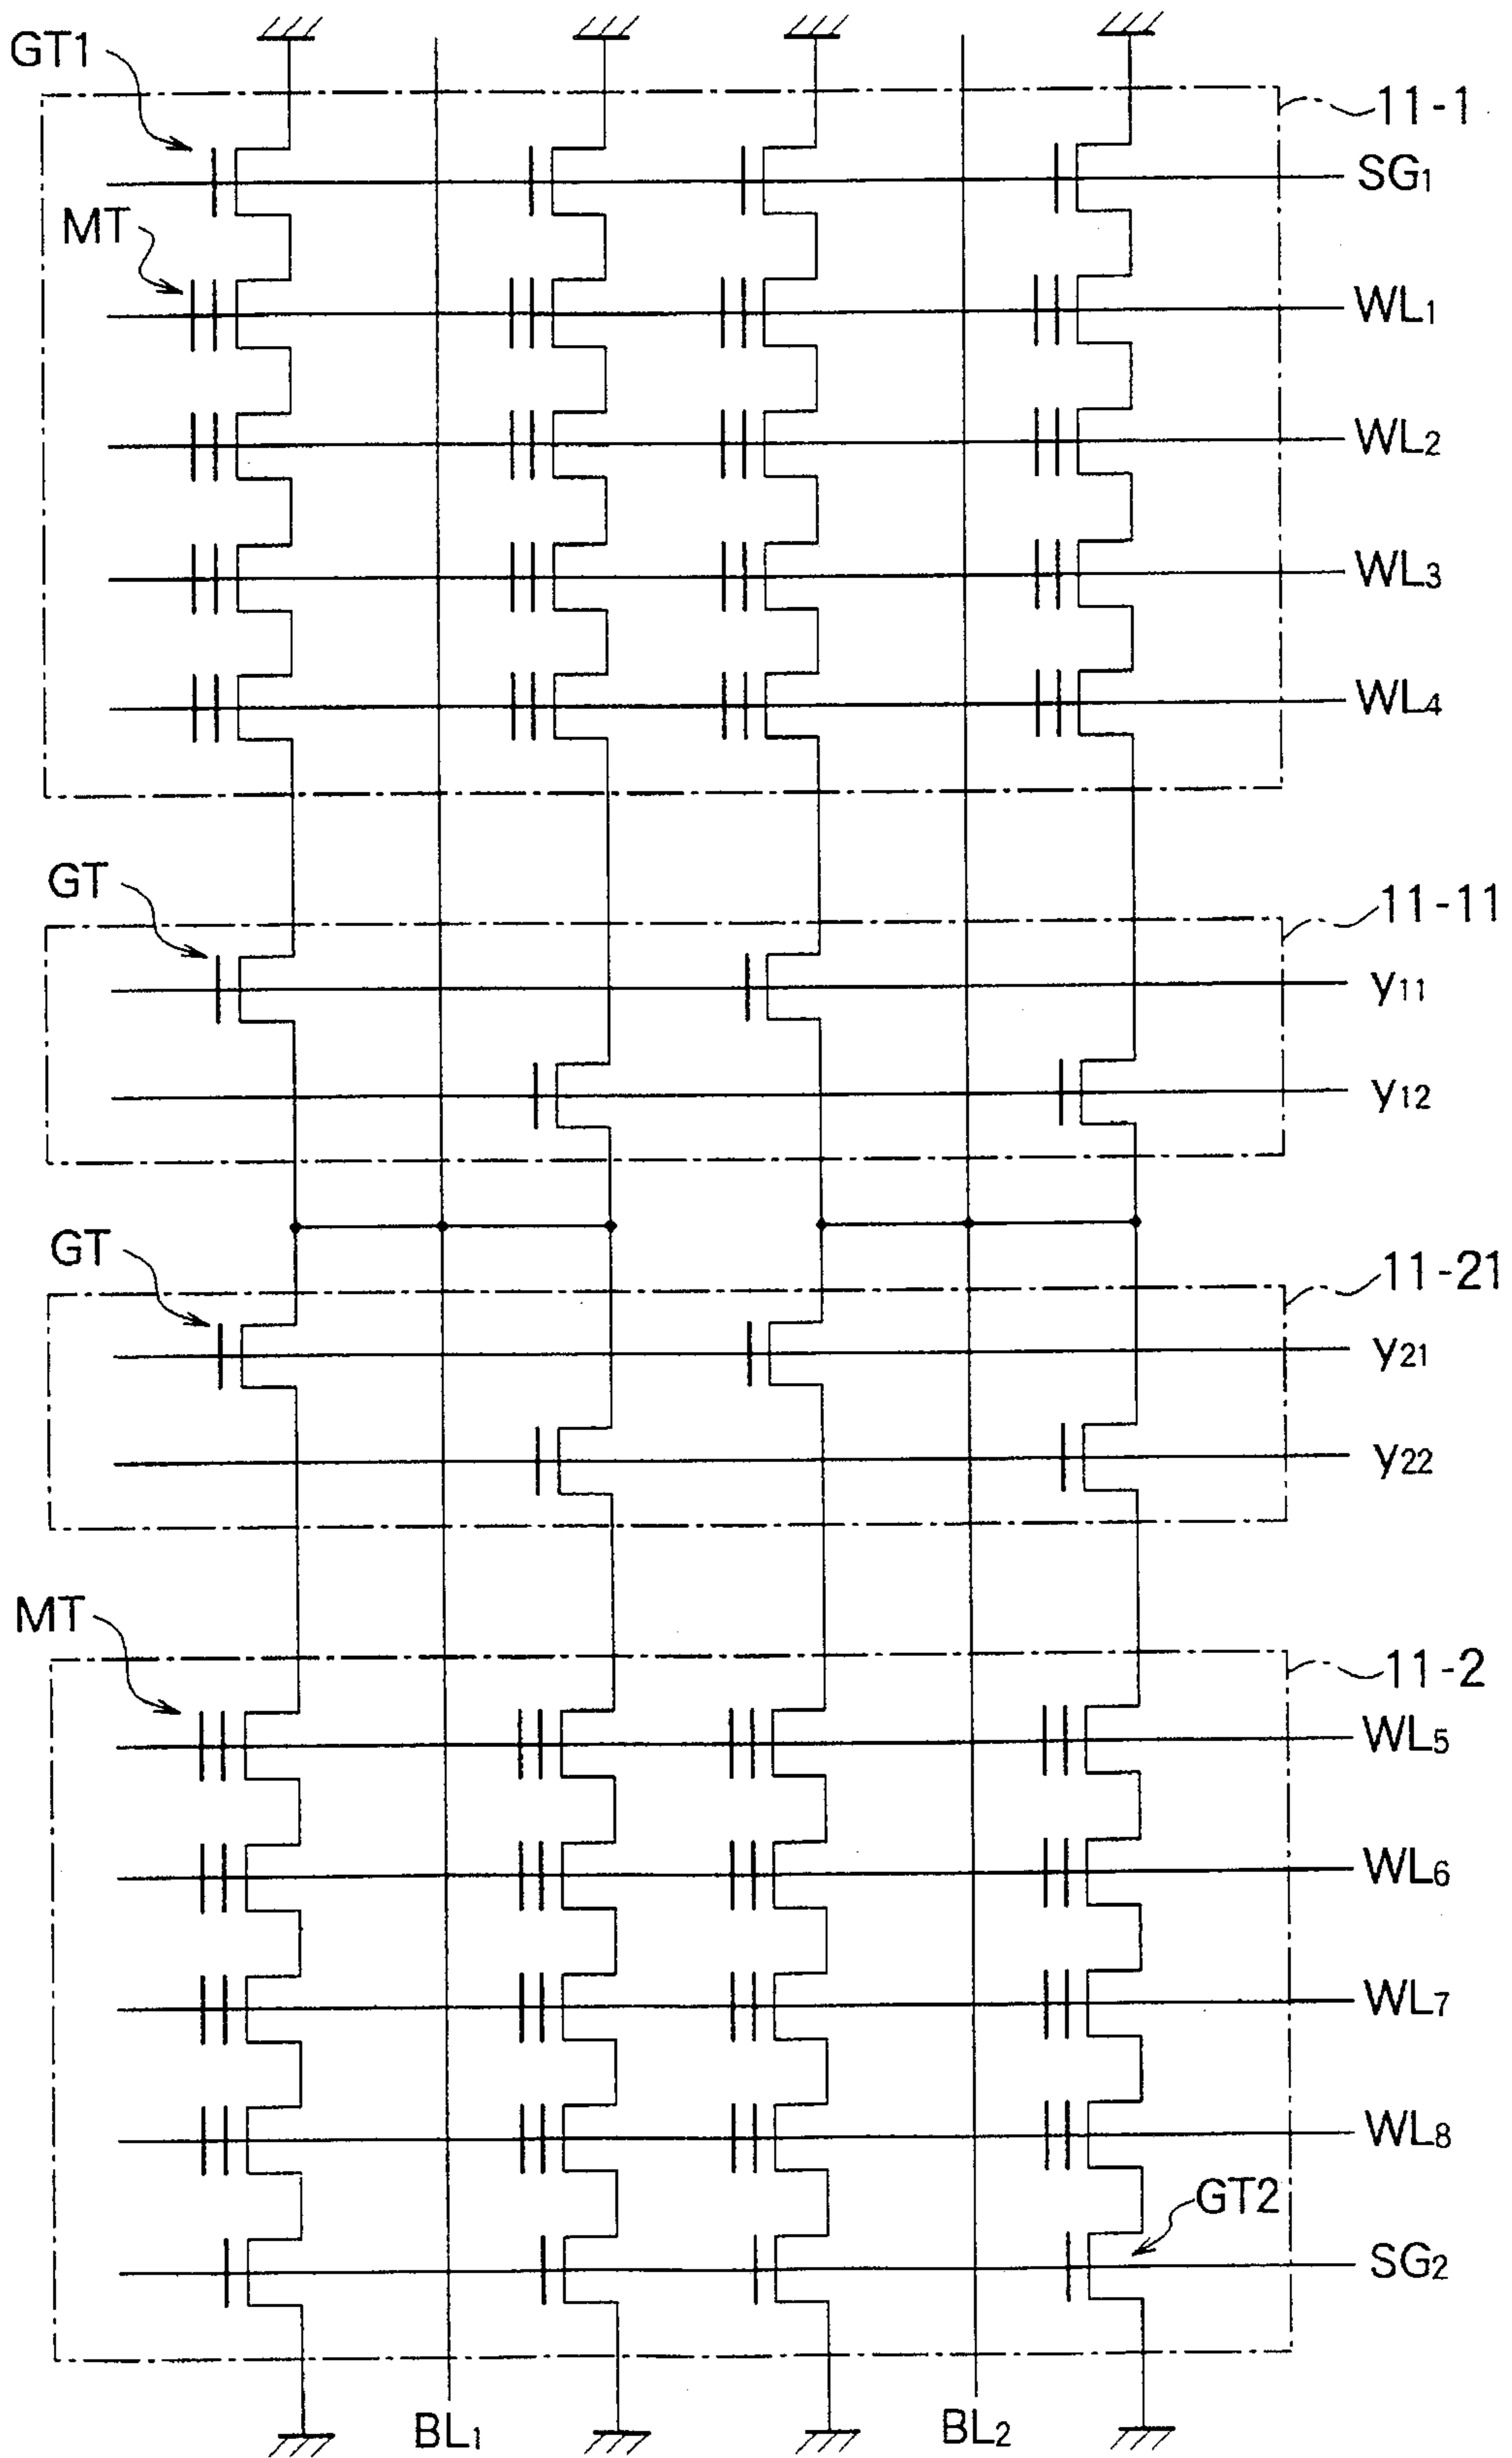 GT1
11-1
SG1
MT
WL1
WL2
WL3
WL4
GT
11-11
y11
y12
GT
11-21
y21
y22
MT
11-2
WL5
WL6
WL7
WL8
GT2
SG2
BL1
BL2